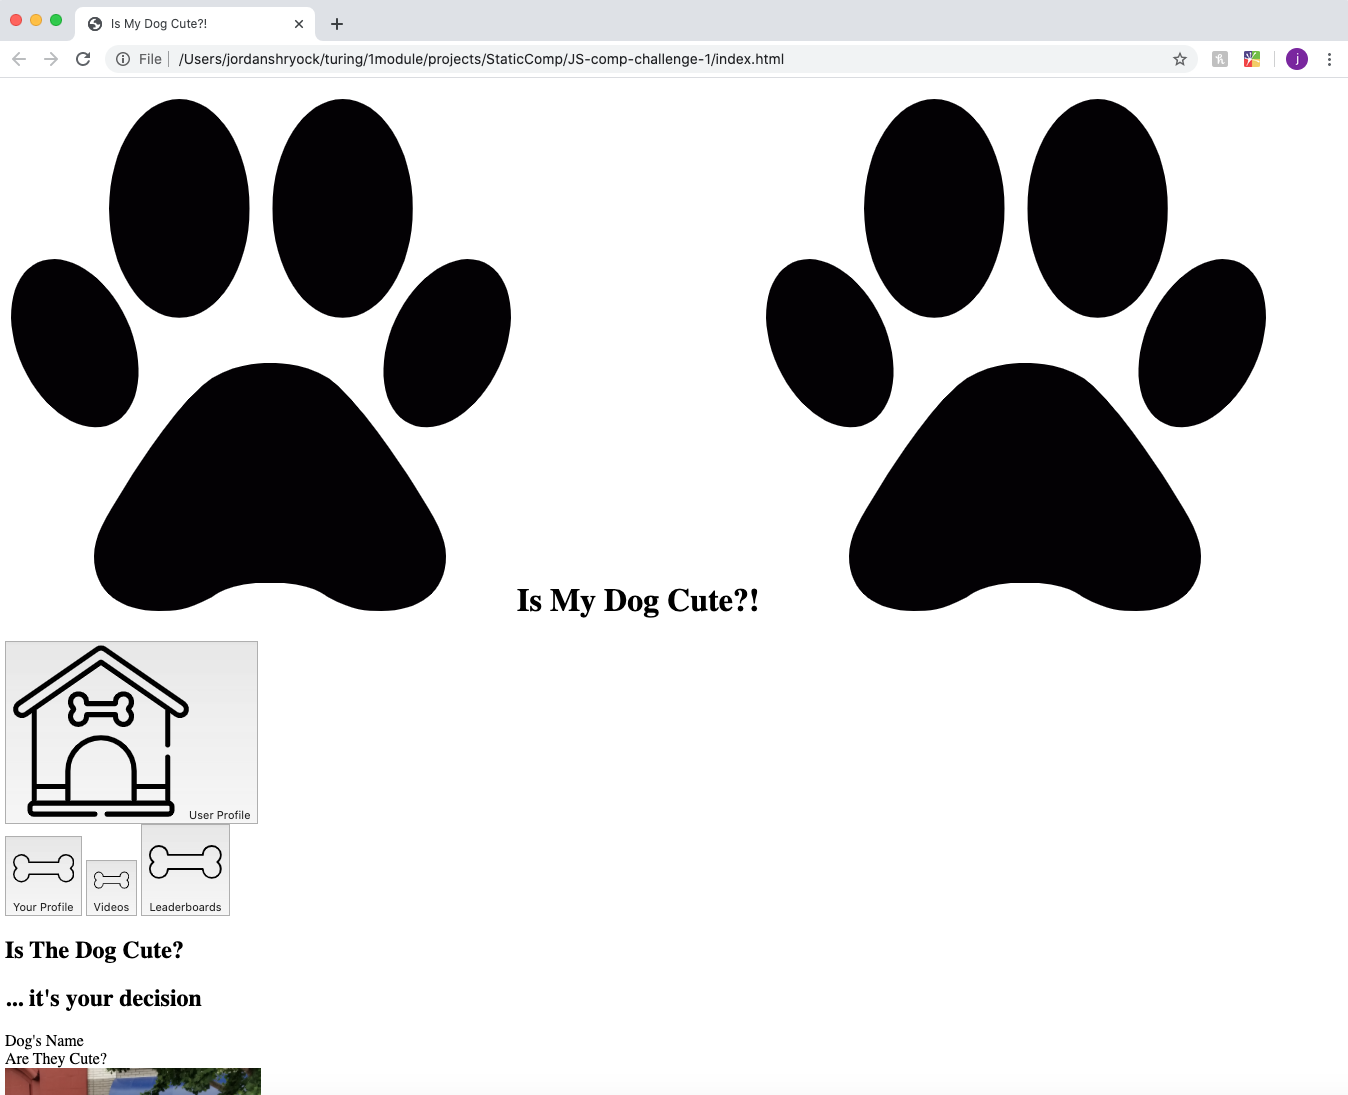 Is My Dog Cute?!
File /Users/jordanshryock/turing/1module/projects/StaticComp/JS-comp-challenge-1/index.html
j
Is My Dog Cute?!
User Profile
Your Profile Videos Leaderboards
Is The Dog Cute?
... it's your decision
Dog's Name
Are They Cute?